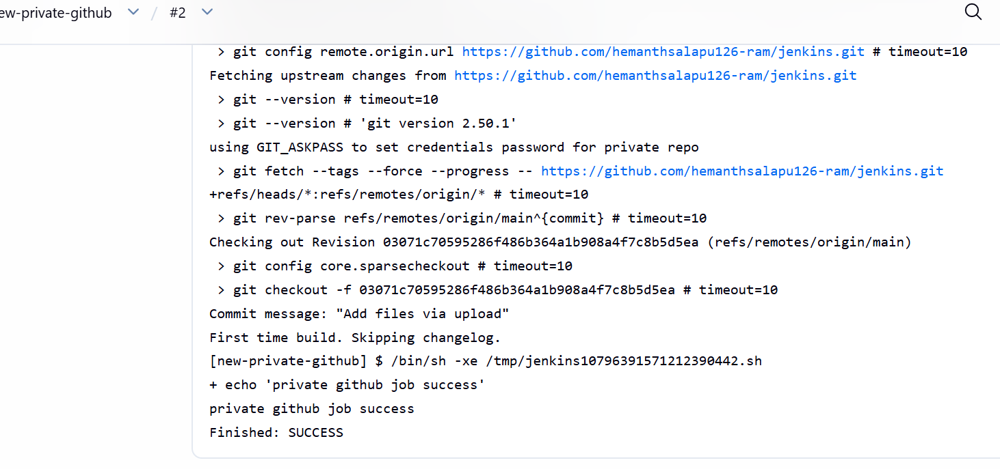 ew-private-github / #2
> git config remote.origin.url https://github.com/hemanthsalapu126-ram/jenkins.git # timeout=10
Fetching upstream changes from https://github.com/hemanthsalapu126-ram/jenkins.git
> git --version # timeout=10
> git --version # 'git version 2.50.1'
using GIT_ASKPASS to set credentials password for private repo
> git fetch --tags --force --progress -- https://github.com/hemanthsalapu126-ram/jenkins.git
+refs/heads/*:refs/remotes/origin/* # timeout=10
> git rev-parse refs/remotes/origin/main^{commit} # timeout=10
Checking out Revision 03071c70595286f486b364a1b908a4f7c8b5d5ea (refs/remotes/origin/main)
> git config core.sparsecheckout # timeout=10
> git checkout -f 03071c70595286f486b364a1b908a4f7c8b5d5ea # timeout=10
Commit message: "Add files via upload"
First time build. Skipping changelog.
[new-private-github] $ /bin/sh -xe /tmp/jenkins10796391571212390442.sh
+ echo 'private github job success'
private github job success
Finished: SUCCESS